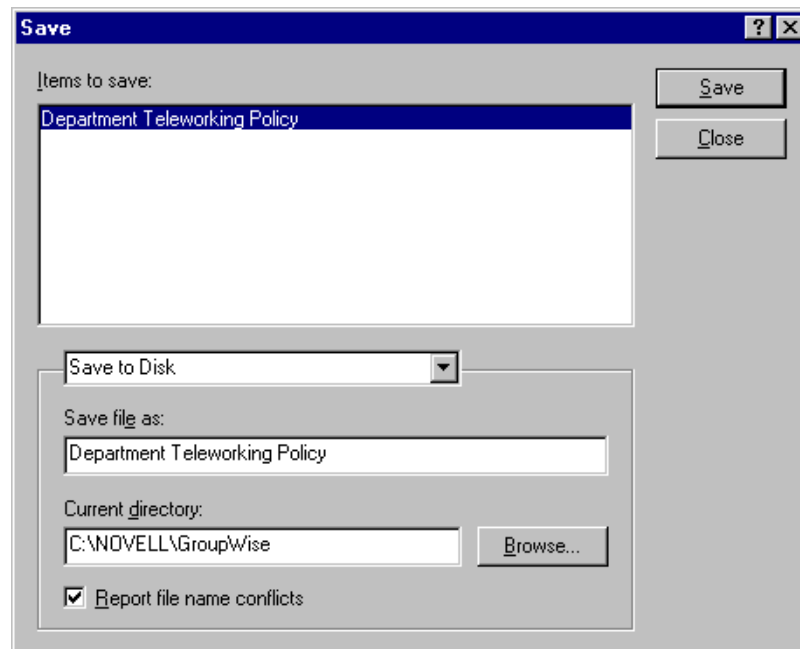 Save
Items to save:
Department Teleworking Policy
Save
Close
Save to Disk
Save file as:
Department Teleworking Policy
Current directory:
C:\NOVELL\GroupWise
Browse...
Report file name conflicts